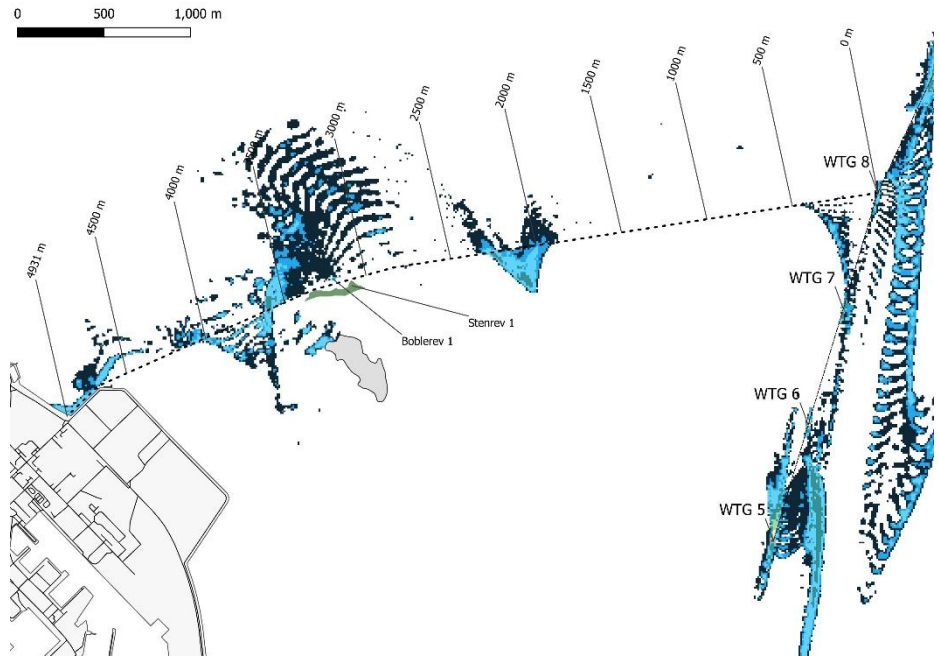 0 500 1,000 m
0 m
500 m
1000 m
1500 m
2000 m
2500 m
3000 m
4000 m
4500 m
4931 m
WTG 8
WTG 7
Stenrev 1
Boblerev 1
WTG 6
WTG 5